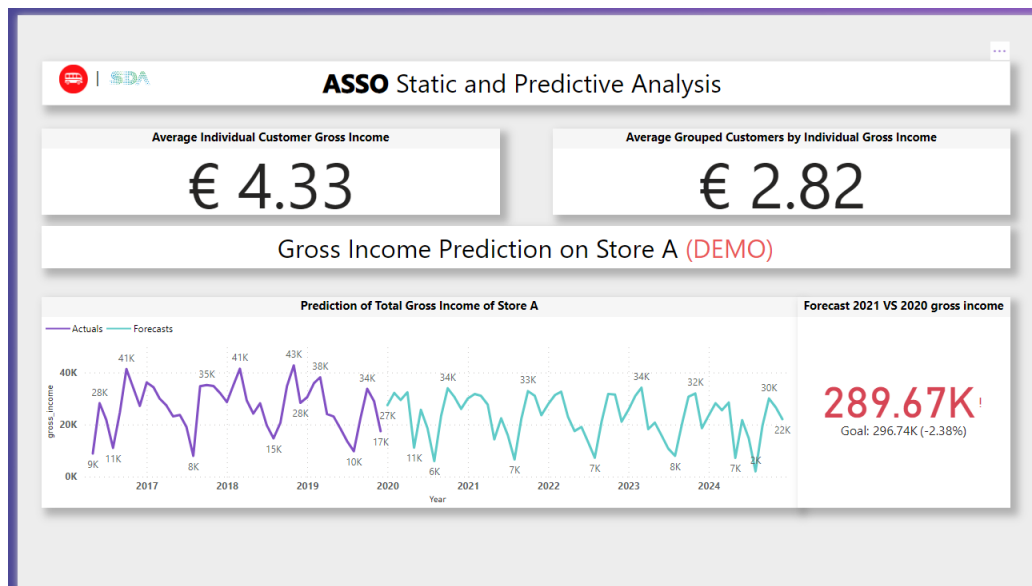 ...
| SDA
ASSO Static and Predictive Analysis
Average Individual Customer Gross Income
€ 4.33
Average Grouped Customers by Individual Gross Income
€ 2.82
Gross Income Prediction on Store A (DEMO)
Prediction of Total Gross Income of Store A
Actuals Forecasts
gross_income
40K
20K
0K
28K
9K
11K
41K
8K
35K
41K
15K
43K
28K
38K
10K
34K
17K
27K
11K
6K
34K
7K
33K
7K
34K
8K
32K
7K
2K
30K
22K
2017 2018 2019 2020 2021 2022 2023 2024
Year
Forecast 2021 VS 2020 gross income
289.67K!
Goal: 296.74K (-2.38%)